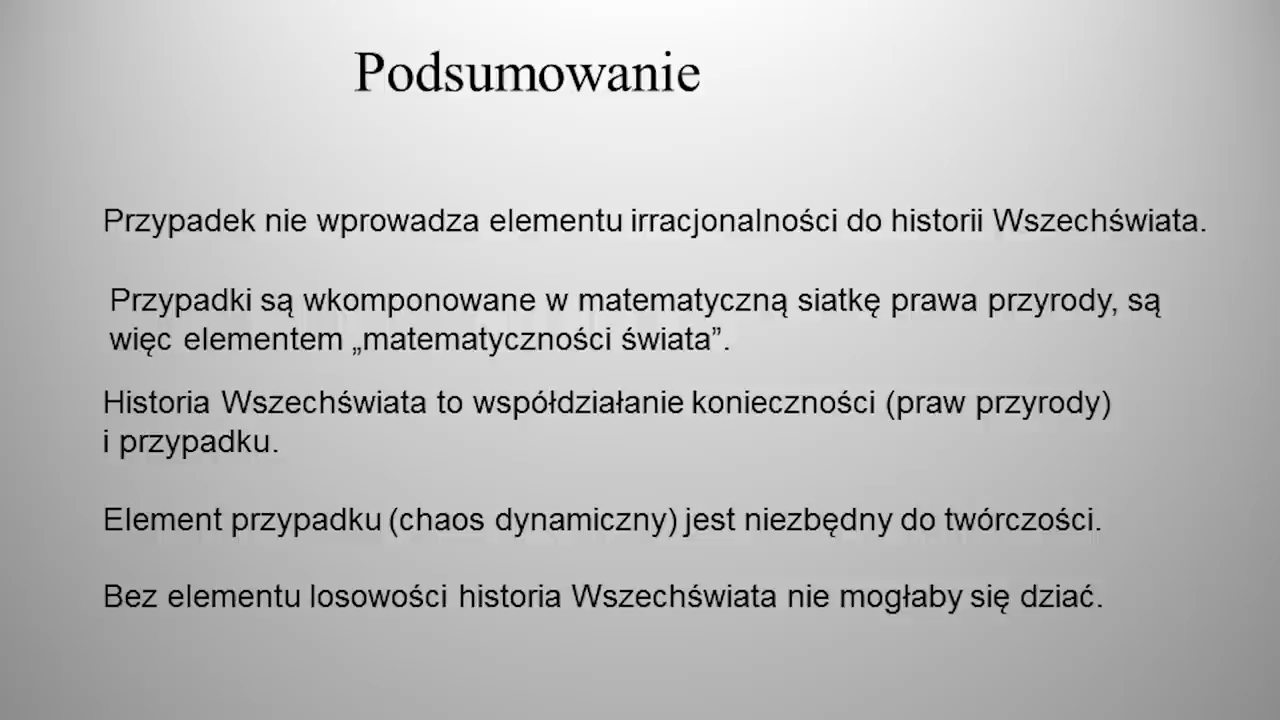 Podsumowanie
Przypadek nie wprowadza elementu irracjonalności do historii Wszechświata.
Przypadki są wkomponowane w matematyczną siatkę prawa przyrody, są
więc elementem „matematyczności świata”.
Historia Wszechświata to współdziałanie konieczności (praw przyrody)
i przypadku.
Element przypadku (chaos dynamiczny) jest niezbędny do twórczości.
Bez elementu losowości historia Wszechświata nie mogłaby się dziać.